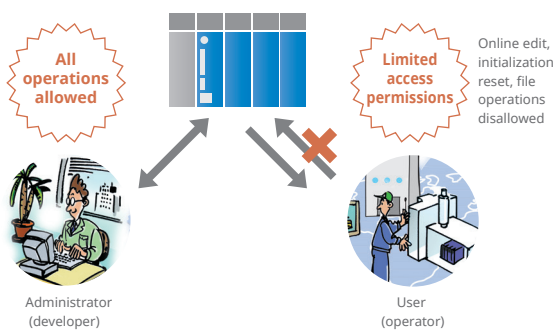 All
operations
allowed
Limited
access
permissions
Online edit,
initialization
reset, file
operations
disallowed
Administrator
(developer)
User
(operator)